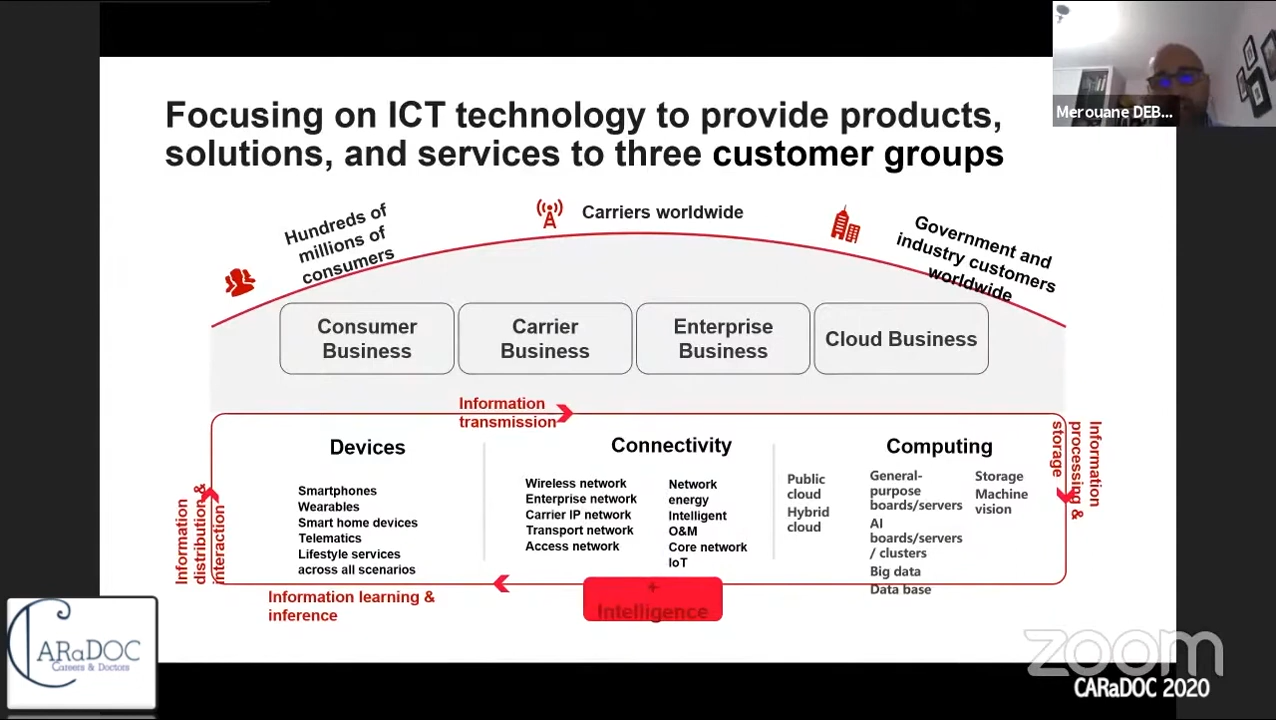 Focusing on ICT technology to provide products,
solutions, and services to three customer groups
Merouane DEB...
Hundreds of
millions of
consumers
Carriers worldwide
Government and
industry customers
worldwide
Consumer
Business
Carrier
Business
Enterprise
Business
Cloud Business
Information
transmission
Information
processing &
storage
Information
distribution &
interaction
Devices
Smartphones
Wearables
Smart home devices
Telematics
Lifestyle services
across all scenarios
Connectivity
Wireless network
Enterprise network
Carrier IP network
Transport network
Access network
Network
energy
Intelligent
O&M
Core network
IoT
Computing
Public
cloud
Hybrid
cloud
General-
purpose
boards/servers
AI
boards/servers
/ clusters
Big data
Data base
Storage
Machine
vision
Information learning &
inference
+
Intelligence
CARaDOC
Careers & Doctors
zoom
CARaDOC 2020